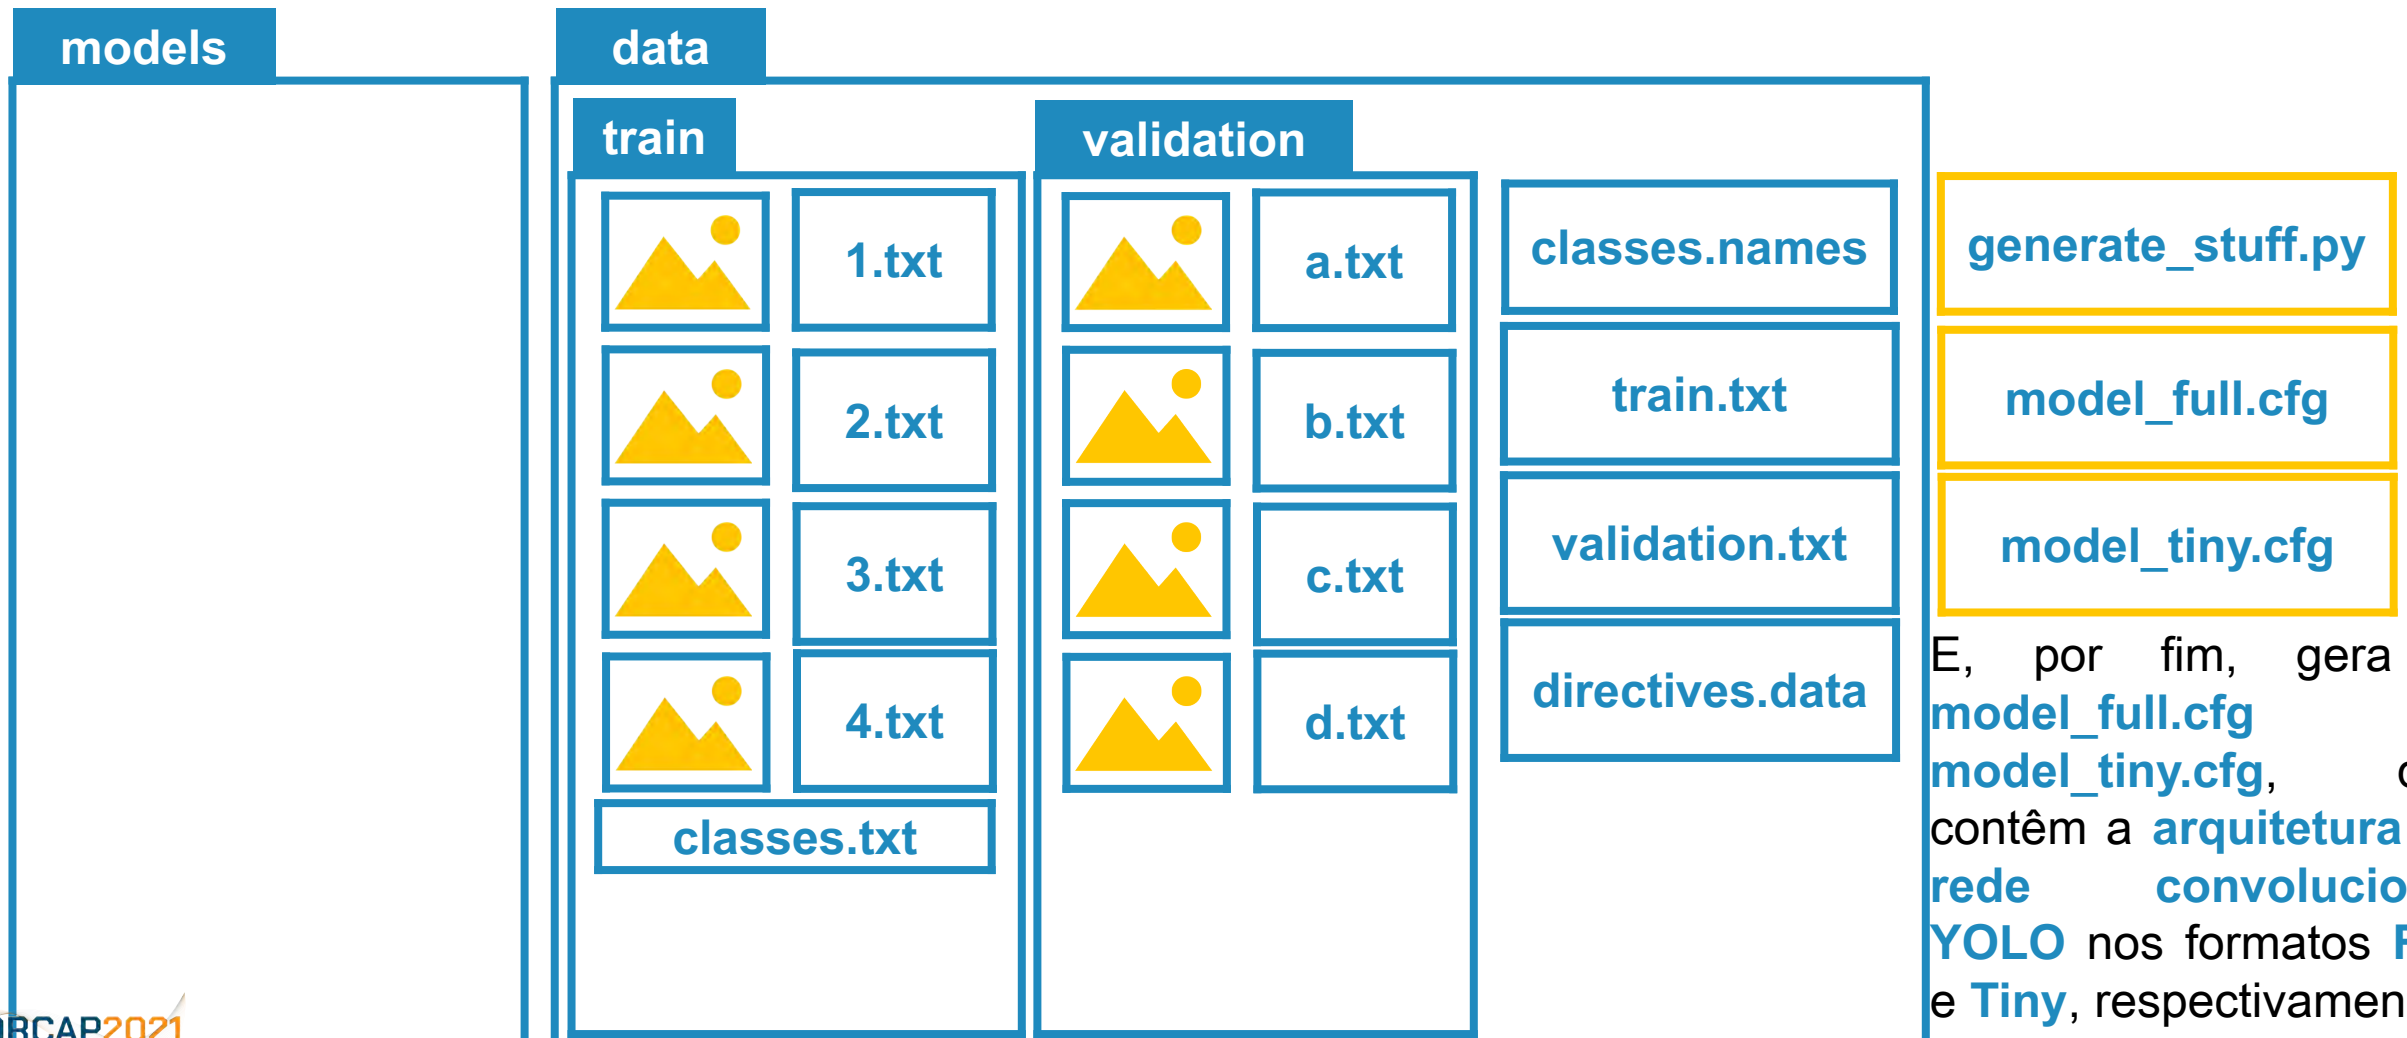 models
data
train
validation
1.txt
a.txt
classes.names
generate_stuff.py
2.txt
b.txt
train.txt
model_full.cfg
3.txt
c.txt
validation.txt
model_tiny.cfg
4.txt
d.txt
directives.data
classes.txt
E, por fim, gera
model_full.cfg
model_tiny.cfg,
contêm a arquitetura
rede
YOLO nos formatos
e Tiny,